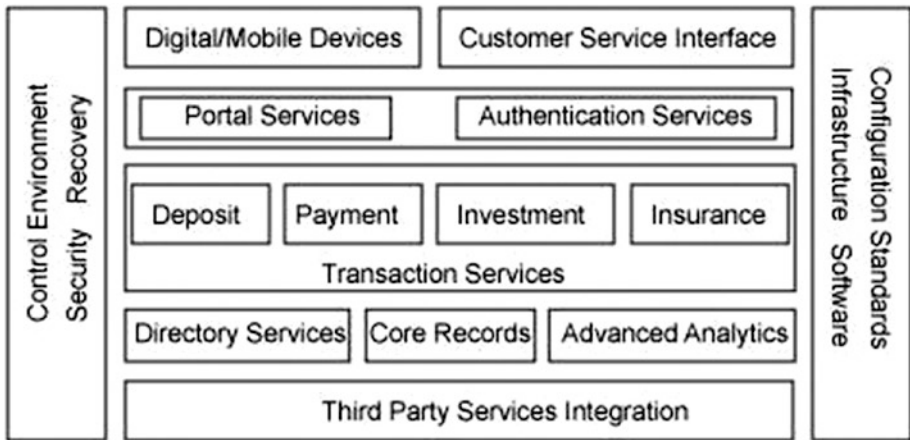 Control Environment
Security Recovery
Digital/Mobile Devices
Customer Service Interface
Portal Services
Authentication Services
Deposit
Payment
Investment
Insurance
Transaction Services
Directory Services
Core Records
Advanced Analytics
Third Party Services Integration
Configuration Standards
Infrastructure Software